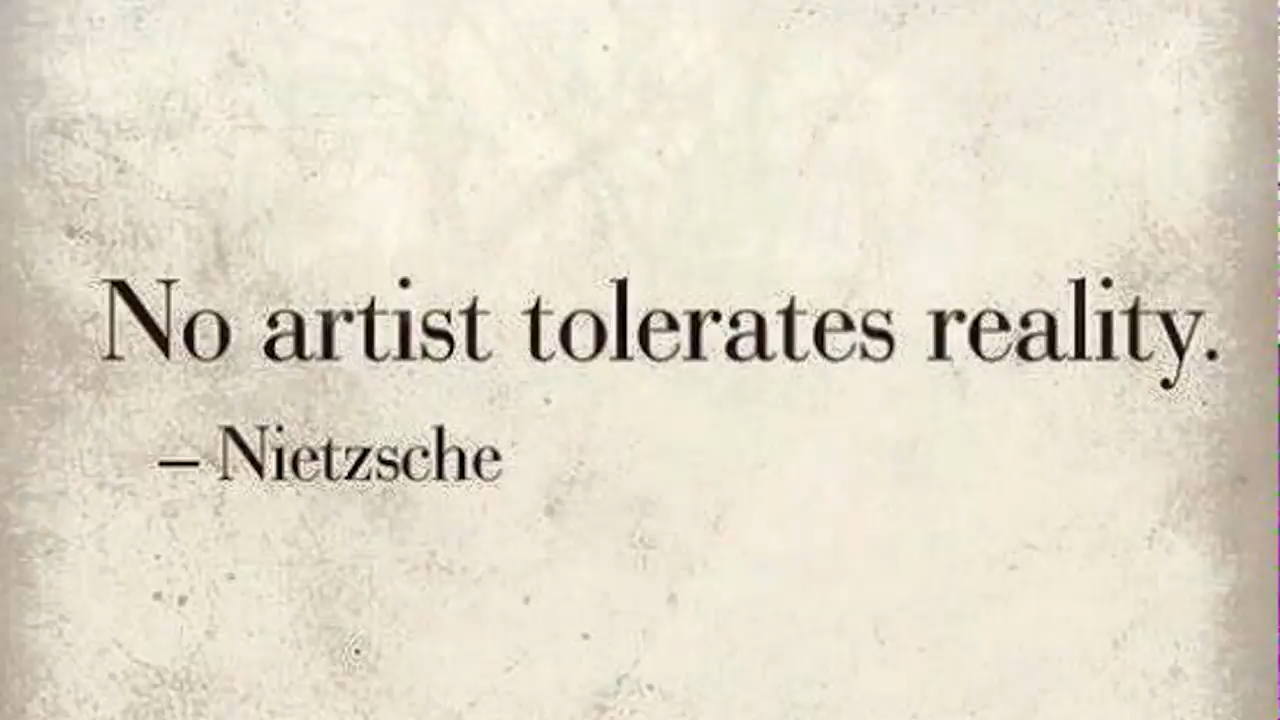 No artist tolerates reality.
– Nietzsche